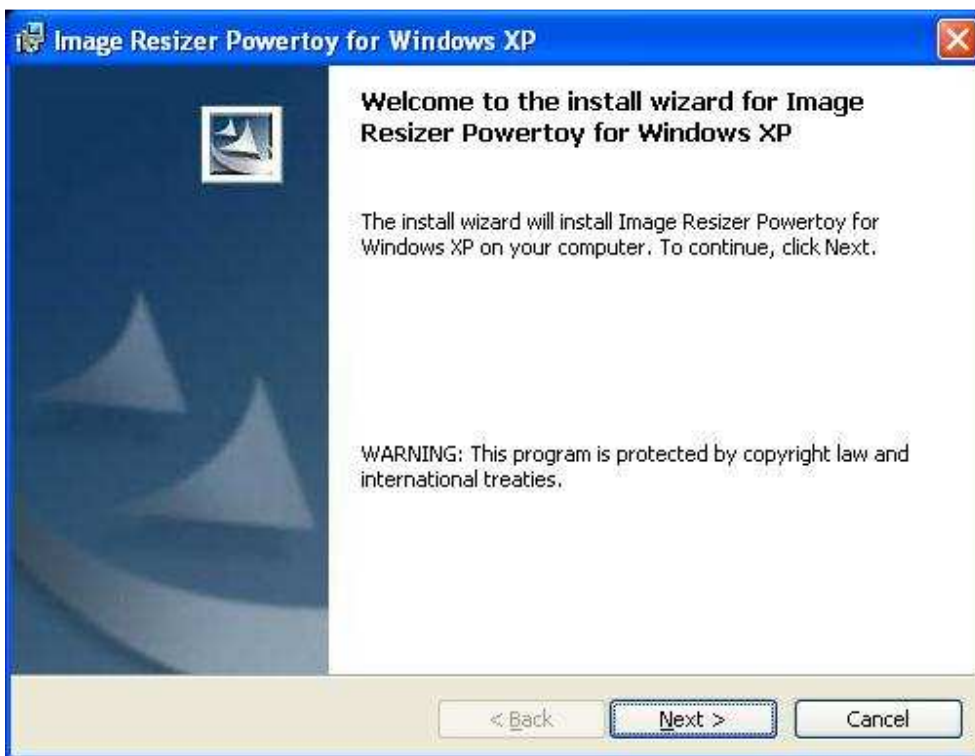 Image Resizer Powertoy for Windows XP
Welcome to the install wizard for Image
Resizer Powertoy for Windows XP
The install wizard will install Image Resizer Powertoy for
Windows XP on your computer. To continue, click Next.
WARNING: This program is protected by copyright law and
international treaties.
< Back
Next >
Cancel